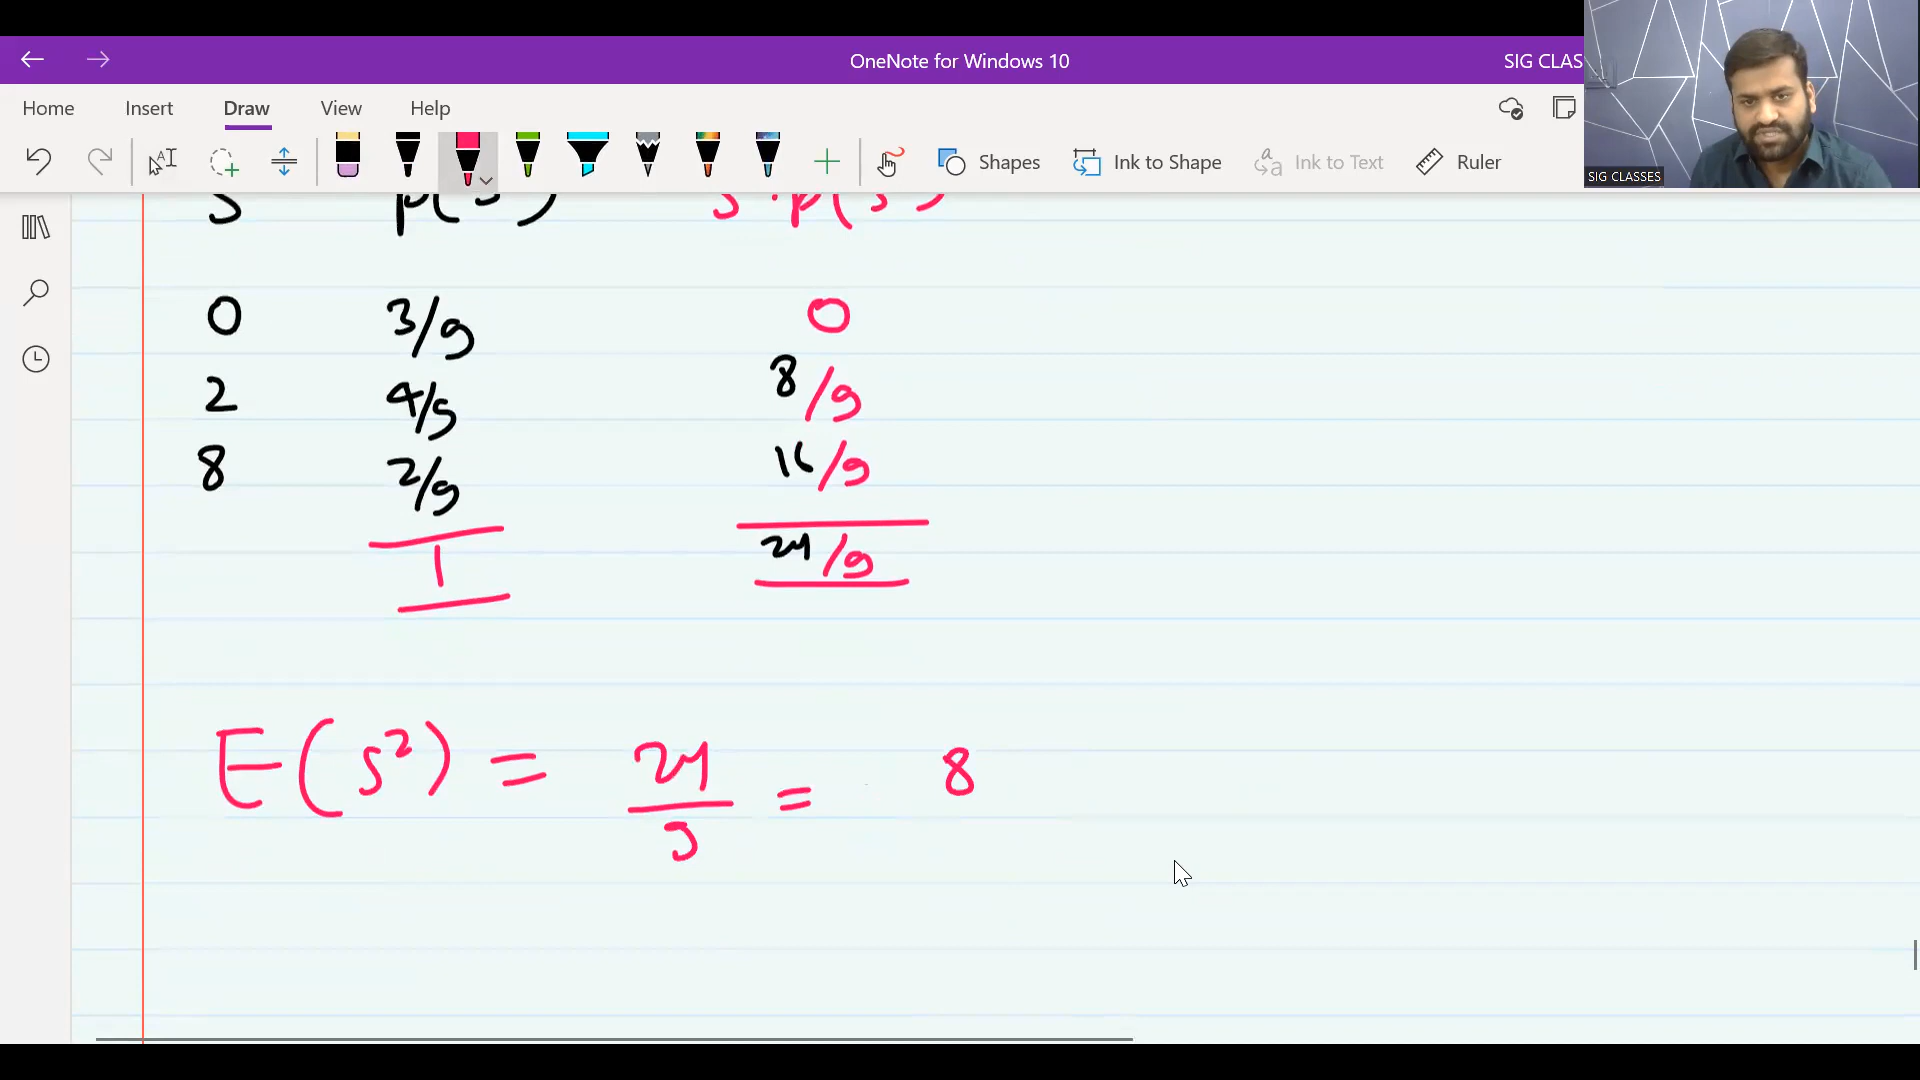 OneNote for Windows 10
SIG CLAS
Home Insert Draw View Help
Shapes Ink to Shape Ink to Text Ruler
SIG CLASSES
0 3/9 0
2 4/9 8/9
8 2/9 16/9
1 24/9
E(s²) = 24/9 = 8